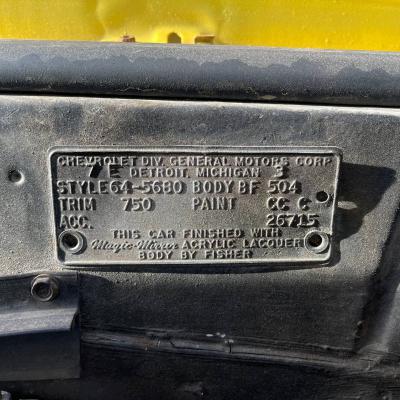 CHEVROLET DIV. GENERAL MOTORS CORP.
7E DETROIT, MICHIGAN 3
STYLE 64-5680 BODY BF 504
TRIM 750 PAINT CC C
ACC. 26715
THIS CAR FINISHED WITH
Magic-Mirror ACRYLIC LACQUER
BODY BY FISHER